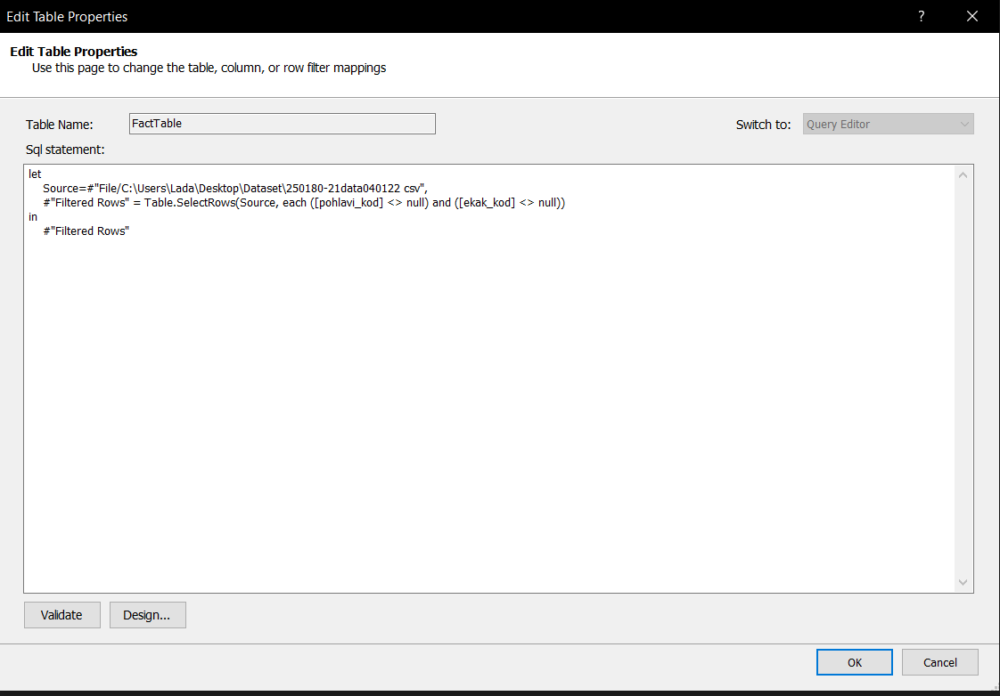 Edit Table Properties
?
Edit Table Properties
Use this page to change the table, column, or row filter mappings
Table Name: FactTable Switch to: Query Editor
Sql statement:
let
Source=#"File/C:\Users\Lada\Desktop\Dataset\250180-21data040122 csv",
#"Filtered Rows" = Table.SelectRows(Source, each ([pohlavi_kod] <> null) and ([ekak_kod] <> null))
in
#"Filtered Rows"
Validate Design...
OK Cancel